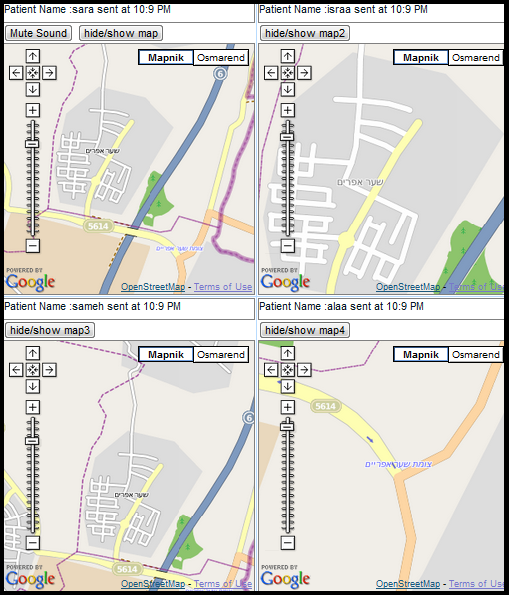 Patient Name :sara sent at 10:9 PM
Mute Sound hide/show map
Mapnik Osmarend
6
שער אפרים
5614
צומת שער אפריים
POWERED BY
Google
OpenStreetMap - Terms of Use
Patient Name :israa sent at 10:9 PM
hide/show map2
Mapnik Osmarend
שער אפרים
POWERED BY
Google
OpenStreetMap - Terms of Use
Patient Name :sameh sent at 10:9 PM
hide/show map3
Mapnik Osmarend
6
שער אפרים
5614
POWERED BY
Google
OpenStreetMap - Terms of Use
Patient Name :alaa sent at 10:9 PM
hide/show map4
Mapnik Osmarend
5614
צומת שער אפריים
POWERED BY
Google
OpenStreetMap - Terms of Use